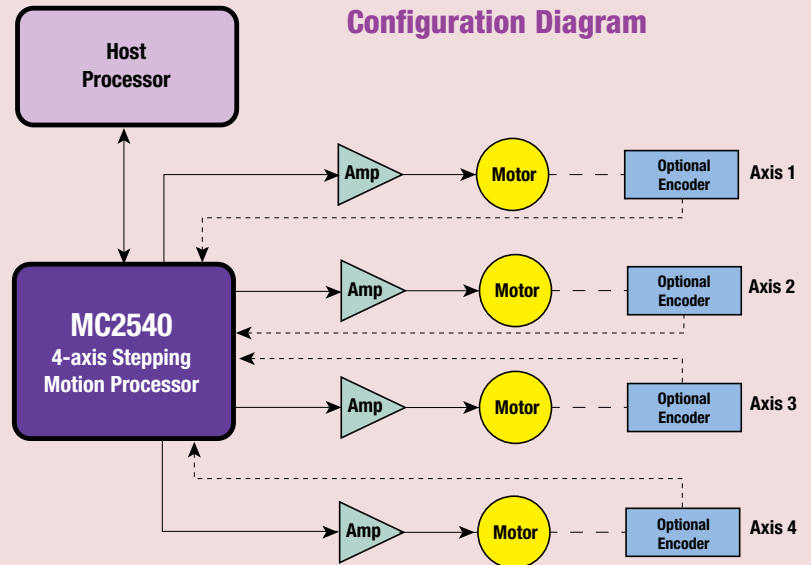 Configuration Diagram
Host
Processor
Amp
Motor
Optional
Encoder
Axis 1
MC2540
4-axis Stepping
Motion Processor
Amp
Motor
Optional
Encoder
Axis 2
Amp
Motor
Optional
Encoder
Axis 3
Amp
Motor
Optional
Encoder
Axis 4